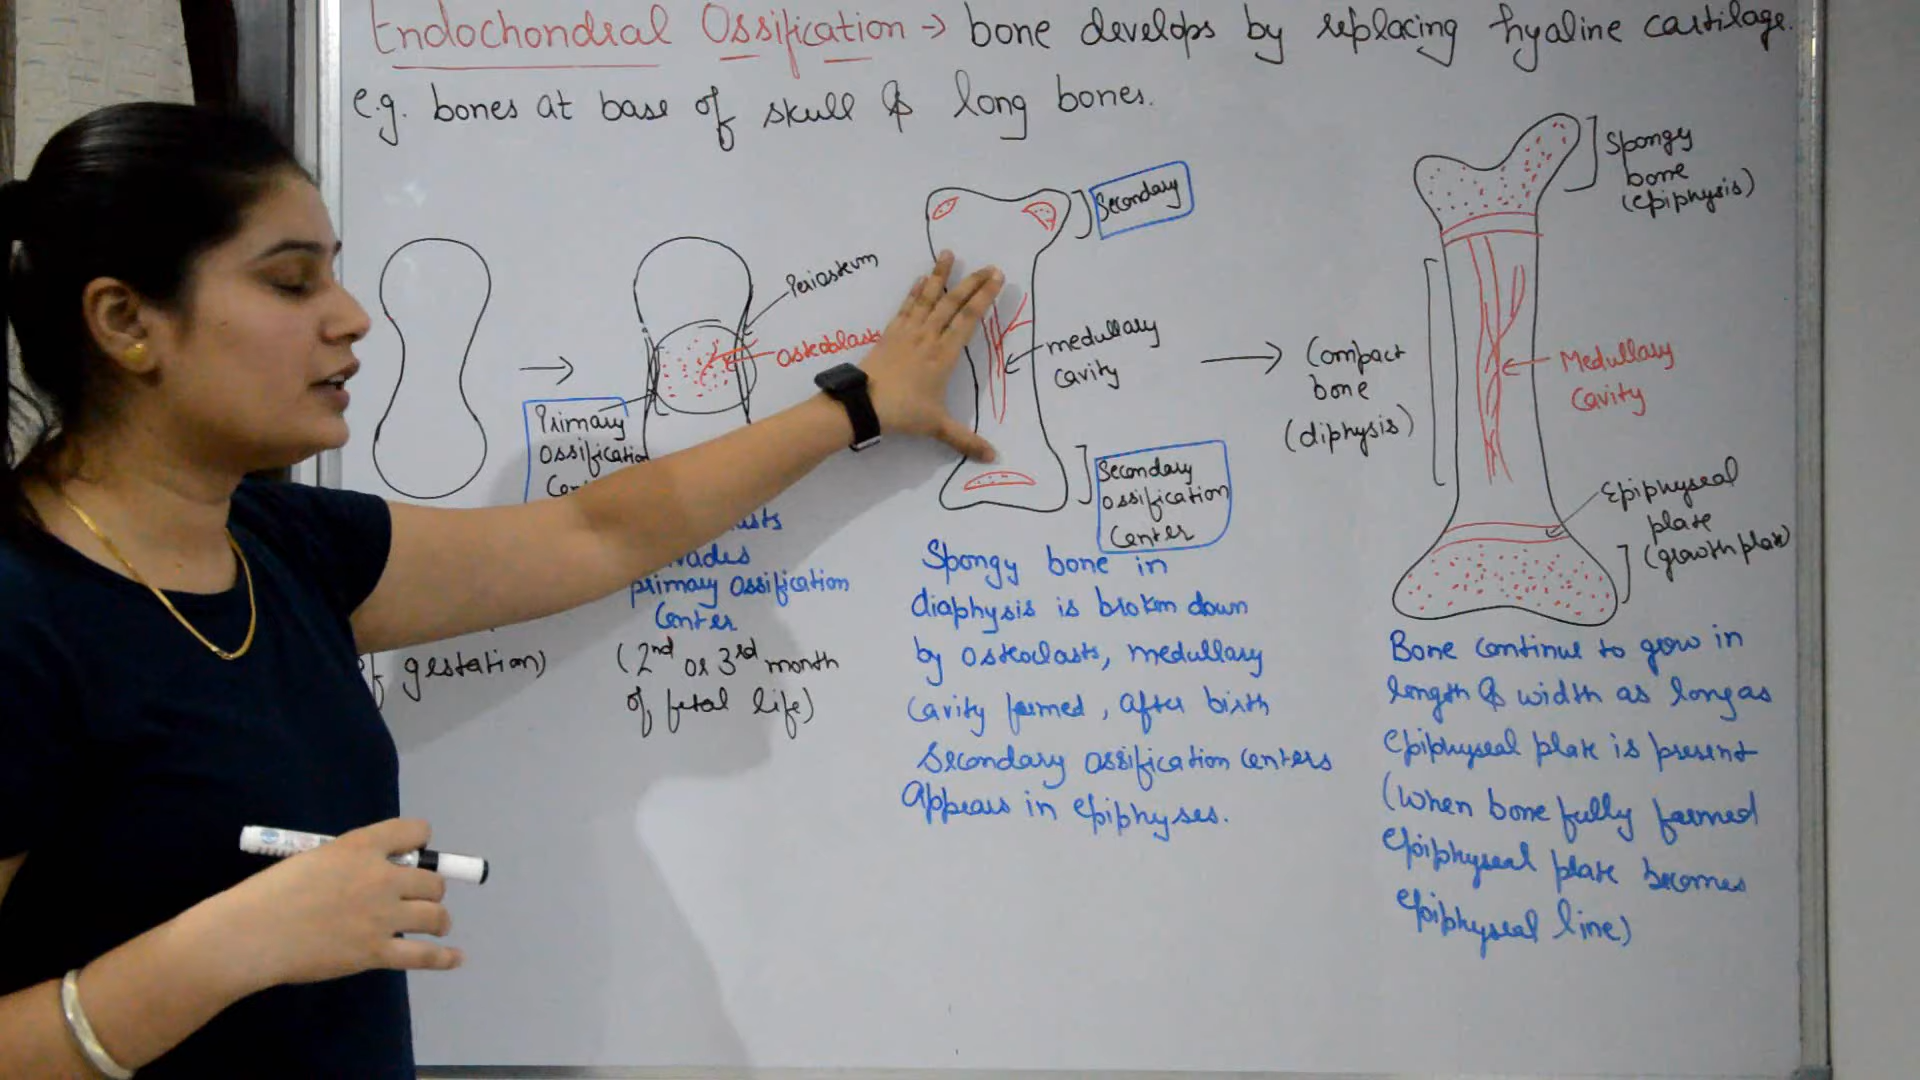 Endochondral Ossification → bone develops by replacing hyaline cartilage.
e.g. bones at base of skull & long bones.
Periosteum
Osteoblast
Primary
Ossification
of gestation)
primary Ossification
Center
(2nd or 3rd month
of fetal life)
Secondary
medullary
cavity
Secondary
Ossification
Center
Spongy bone in
diaphysis is broken down
by osteoclasts, medullary
cavity formed, after birth
Secondary ossification centers
Appears in epiphyses.
Spongy
bone
(epiphysis)
Compact
bone
(diphysis)
Medullary
Cavity
Epiphyseal
plate
(growth plate)
Bone continue to grow in
length & width as long as
epiphyseal plate is present
(When bone fully formed
epiphyseal plate becomes
epiphyseal line)